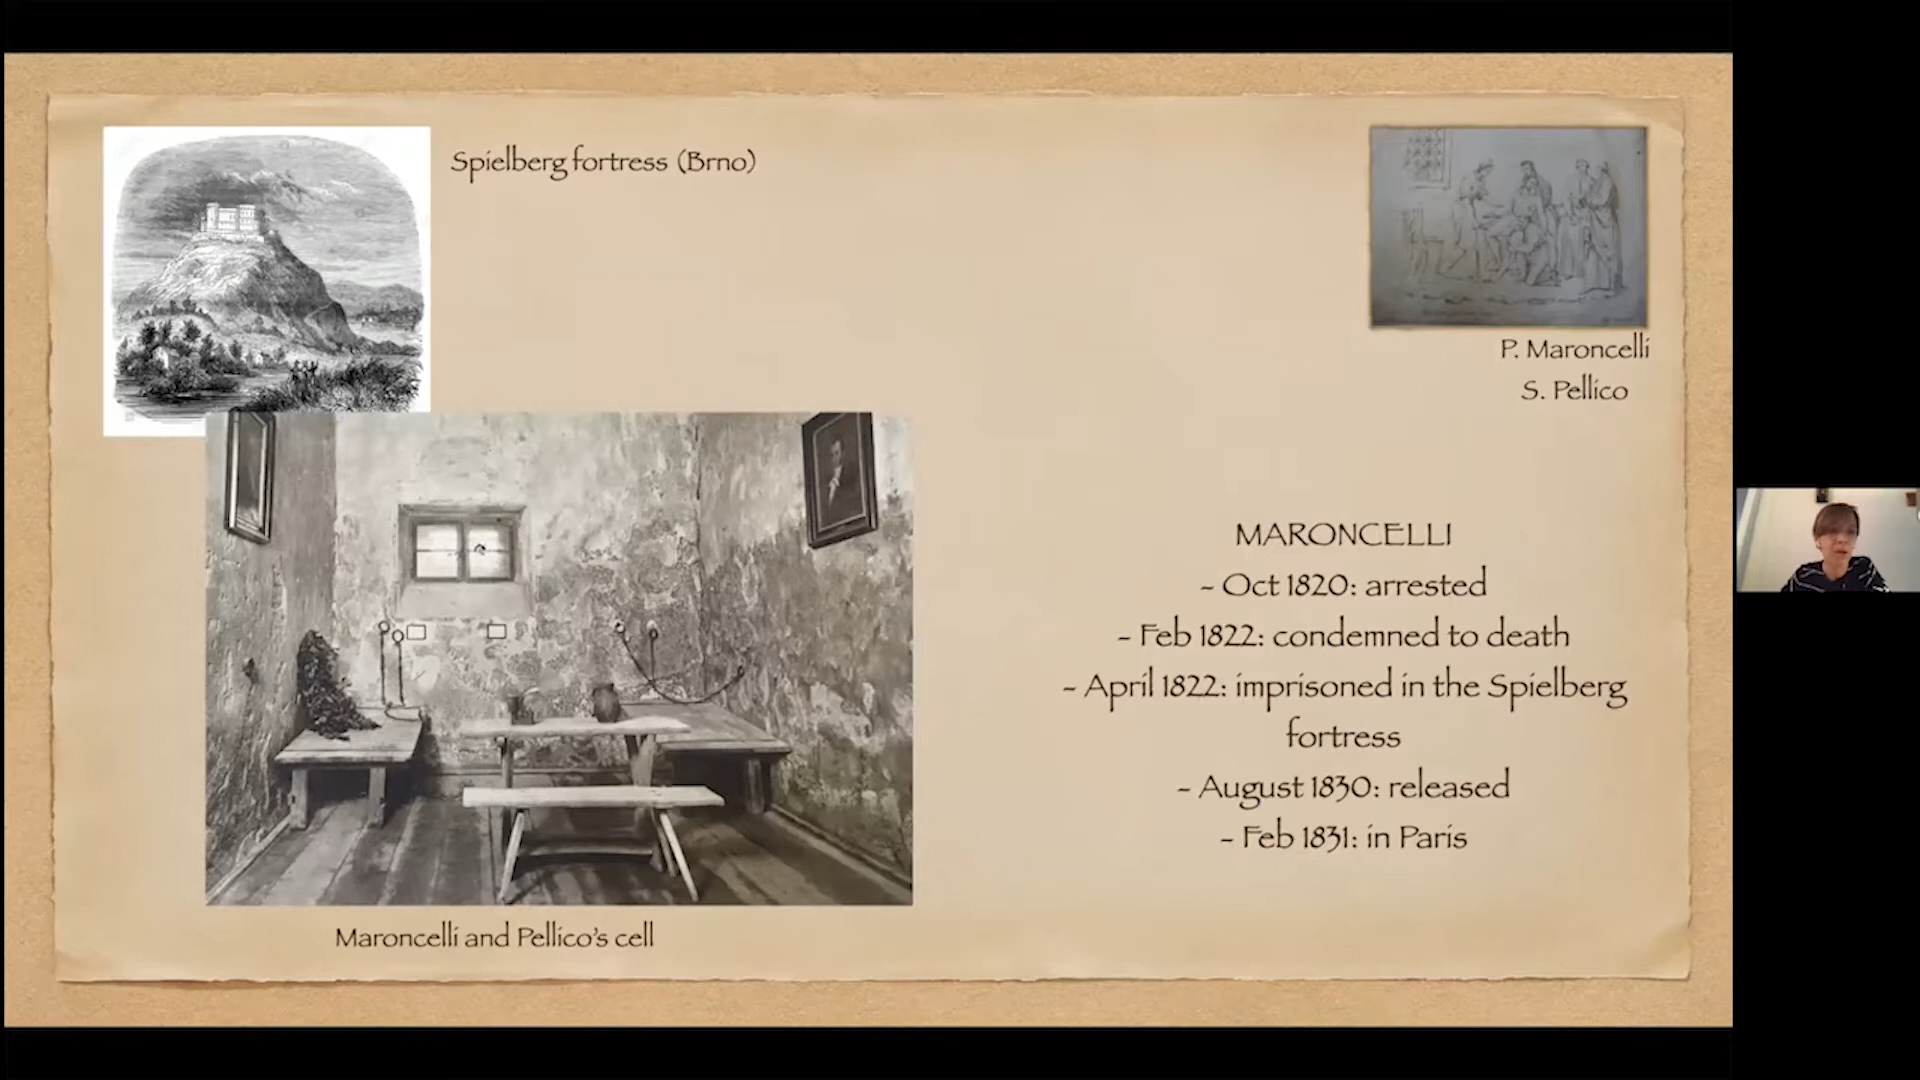 Spielberg fortress (Brno)
P. Maroncelli
S. Pellico
MARONCELLI
- Oct 1820: arrested
- Feb 1822: condemned to death
- April 1822: imprisoned in the Spielberg
fortress
- August 1830: released
- Feb 1831: in Paris
Maroncelli and Pellico's cell